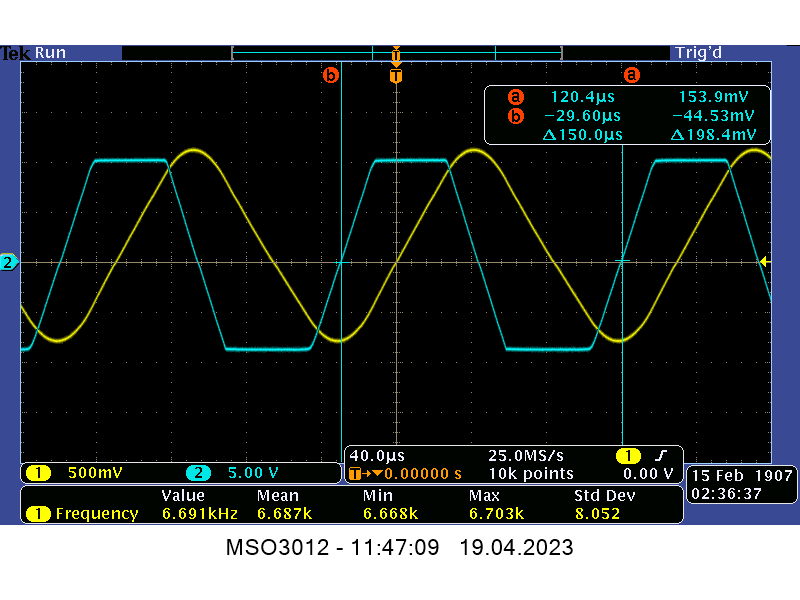 Tek Run Trig'd
b T a
T
a 120.4µs 153.9mV
b −29.60µs −44.53mV
Δ150.0µs Δ198.4mV
2
1 500mV 2 5.00 V
40.0µs 25.0MS/s 1
T→▼0.00000 s 10k points 0.00 V
Value Mean Min Max Std Dev
1 Frequency 6.691kHz 6.687k 6.668k 6.703k 8.052
15 Feb 1907
02:36:37
MSO3012 - 11:47:09 19.04.2023